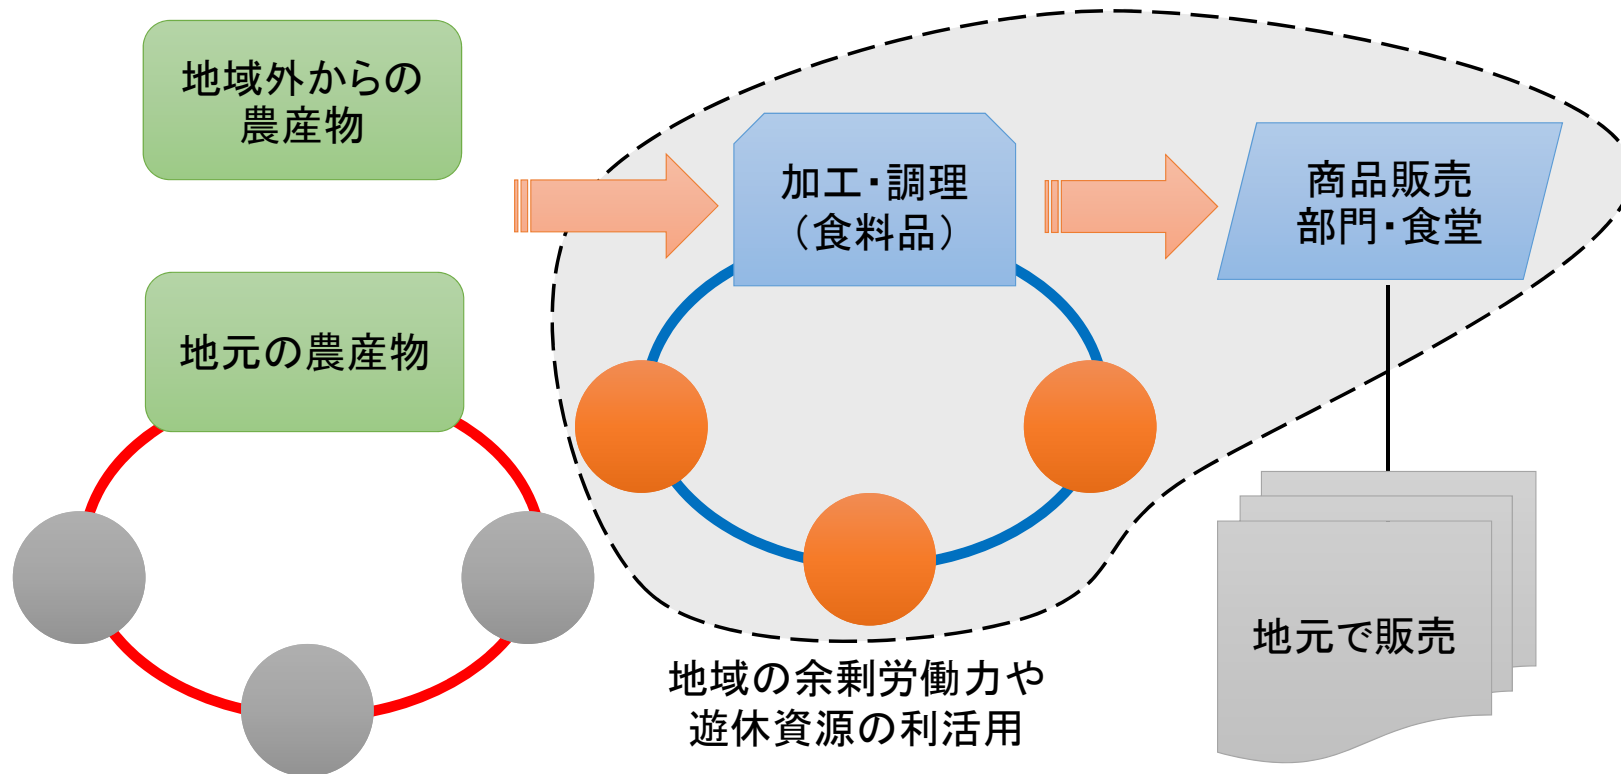 地域外からの
農産物
地元の農産物
加工・調理
（食料品）
商品販売
部門・食堂
地域の余剰労働力や
遊休資源の利活用
地元で販売